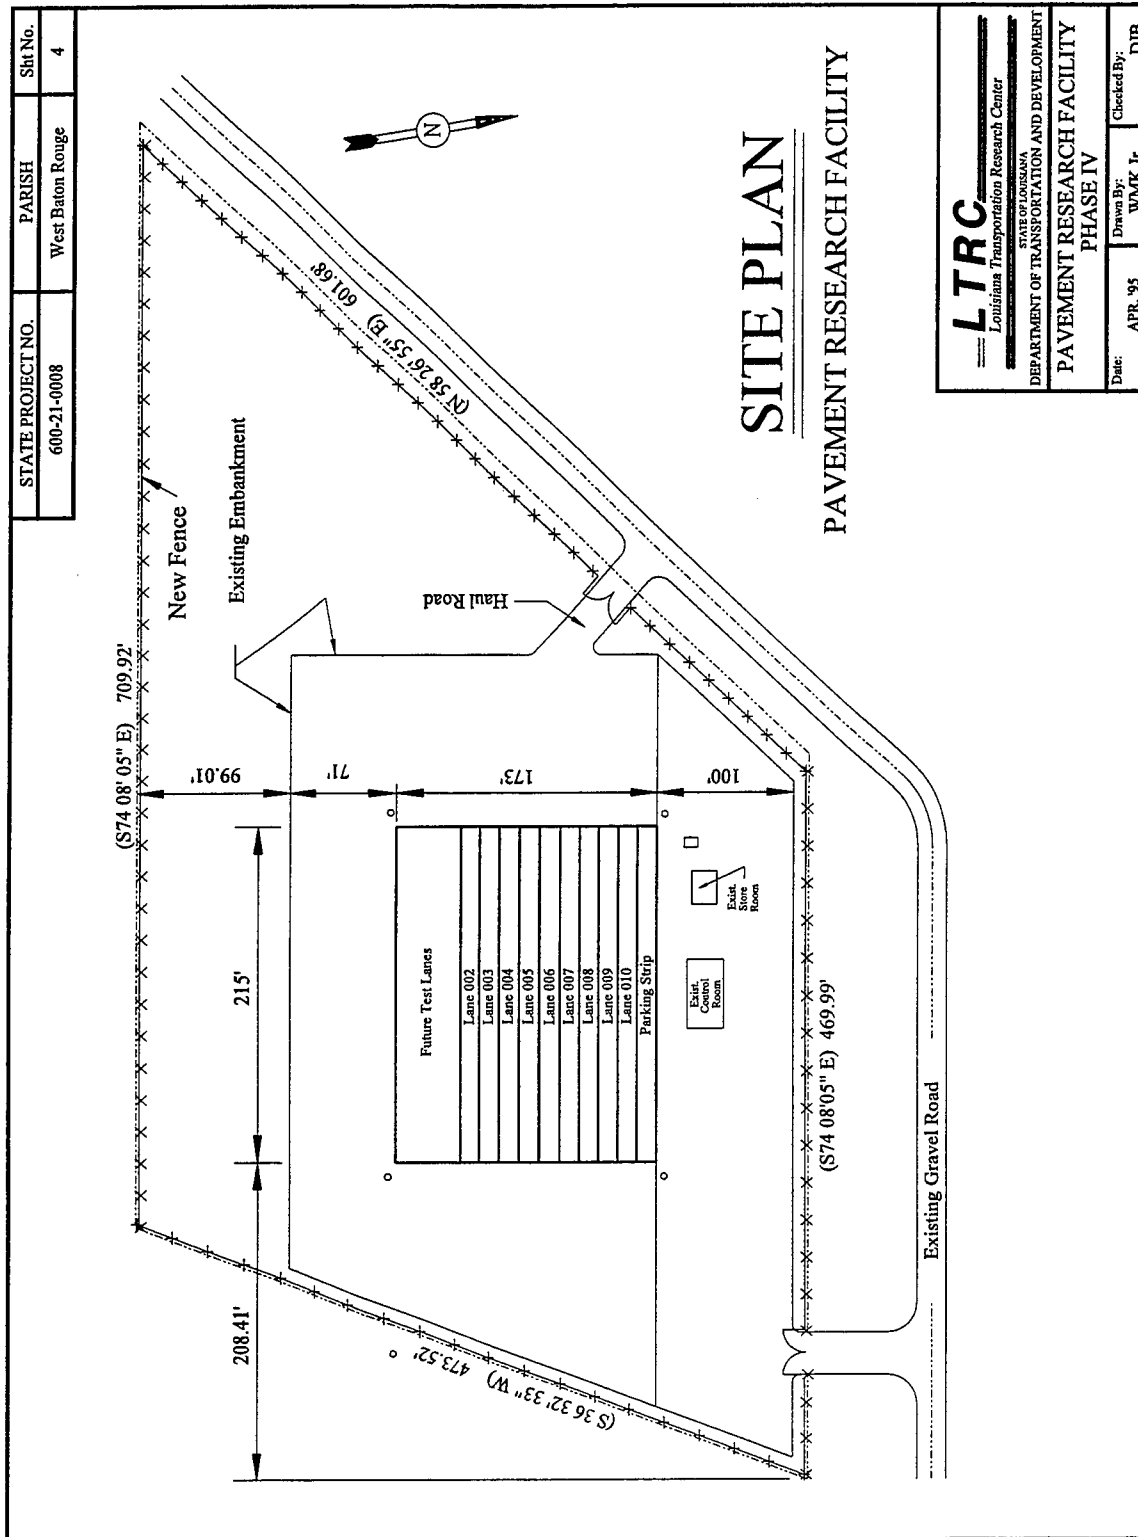 STATE PROJECT NO. PARISH Sht No.
600-21-0008 West Baton Rouge 4
(S74 08' 05" E) 709.92'
New Fence
Existing Embankment
Haul Road
(N 58 26' 55" E) 601.68'
N
99.01'
71'
173'
100'
215'
208.41'
Future Test Lanes
Lane 002
Lane 003
Lane 004
Lane 005
Lane 006
Lane 007
Lane 008
Lane 009
Lane 010
Parking Strip
Exist.
Store
Room
Exist.
Control
Room
(S 36 32' 33" W) 473.52'
(S74 08'05" E) 469.99'
Existing Gravel Road
SITE PLAN
PAVEMENT RESEARCH FACILITY
LTRC
Louisiana Transportation Research Center
STATE OF LOUISIANA
DEPARTMENT OF TRANSPORTATION AND DEVELOPMENT
PAVEMENT RESEARCH FACILITY
PHASE IV
Date: Drawn By: Checked By:
APR. '95 WMK Jr. DJB